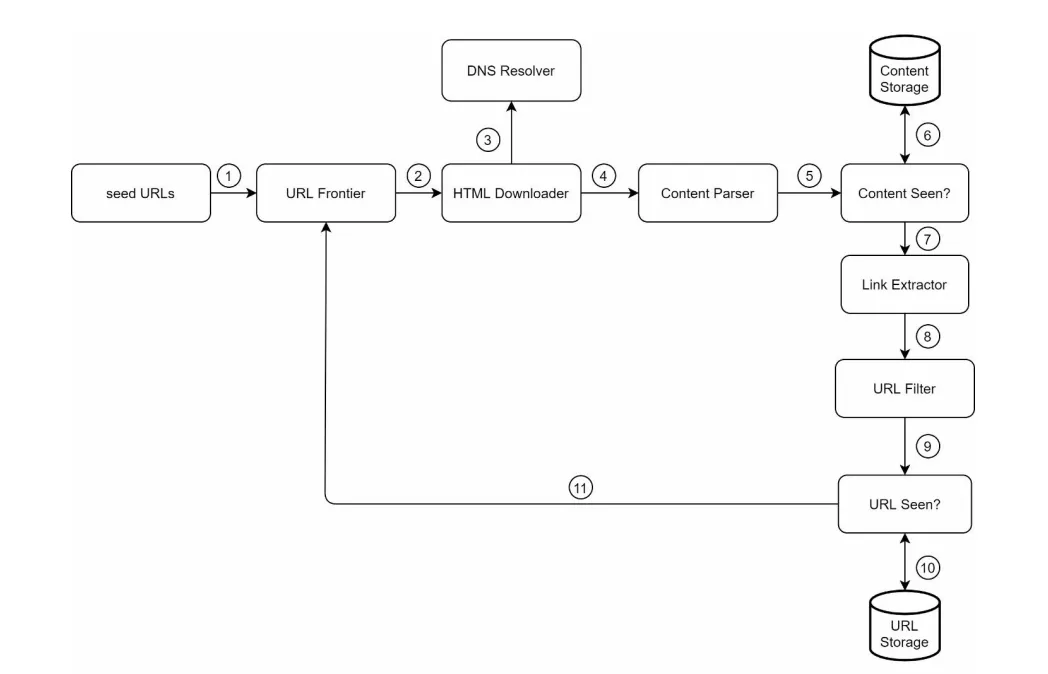 DNS Resolver
Content
Storage
3
6
seed URLs
1
URL Frontier
2
HTML Downloader
4
Content Parser
5
Content Seen?
7
Link Extractor
8
URL Filter
9
11
URL Seen?
10
URL
Storage